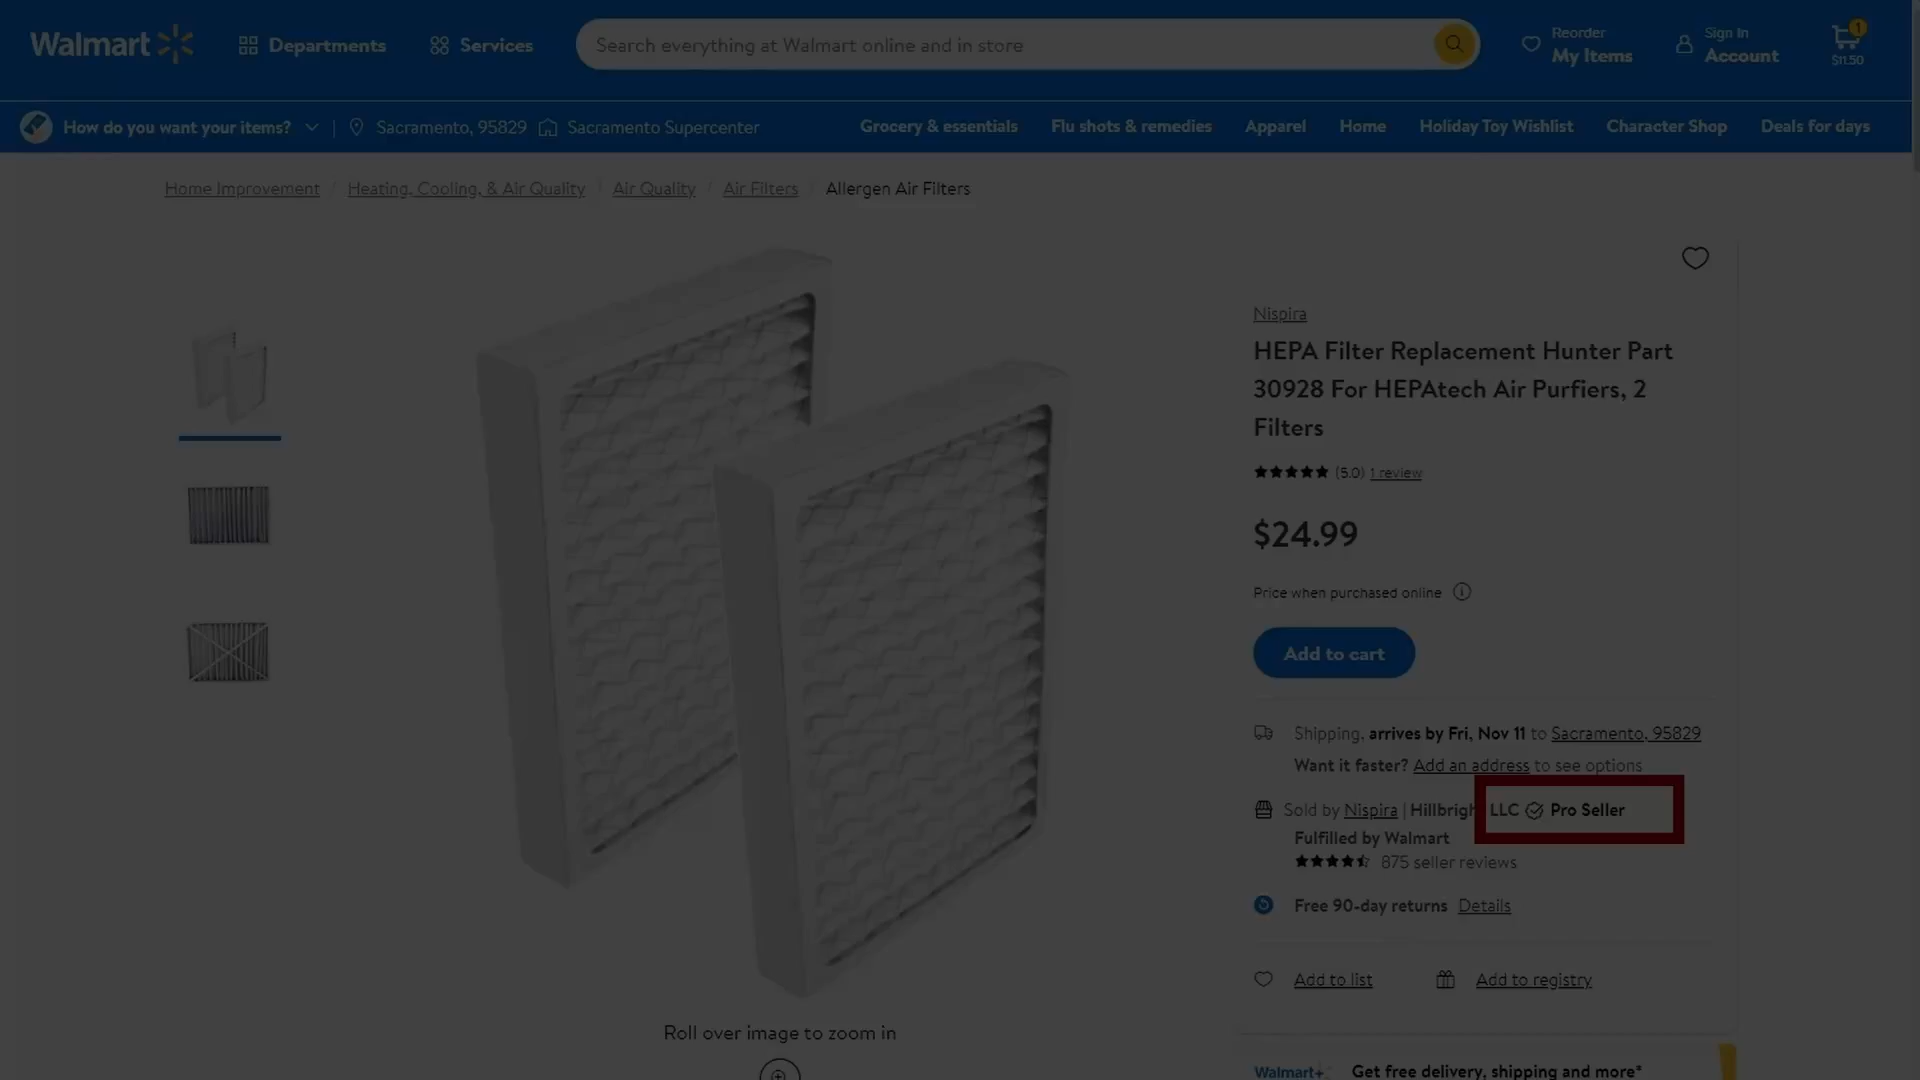 Walmart
Departments
Services
Search everything at Walmart online and in store
Reorder
My Items
Sign In
Account
1
$11.50
How do you want your items?
Sacramento, 95829
Sacramento Supercenter
Grocery & essentials
Flu shots & remedies
Apparel
Home
Holiday Toy Wishlist
Character Shop
Deals for days
Home Improvement / Heating, Cooling, & Air Quality / Air Quality / Air Filters / Allergen Air Filters
Nispira
HEPA Filter Replacement Hunter Part
30928 For HEPAtech Air Purfiers, 2
Filters
(5.0) 1 review
$24.99
Price when purchased online
Add to cart
Shipping, arrives by Fri, Nov 11 to Sacramento, 95829
Want it faster? Add an address to see options
Sold by Nispira | Hillbrigh LLC Pro Seller
Fulfilled by Walmart
875 seller reviews
Free 90-day returns Details
Add to list
Add to registry
Roll over image to zoom in
Walmart+
Get free delivery, shipping and more*